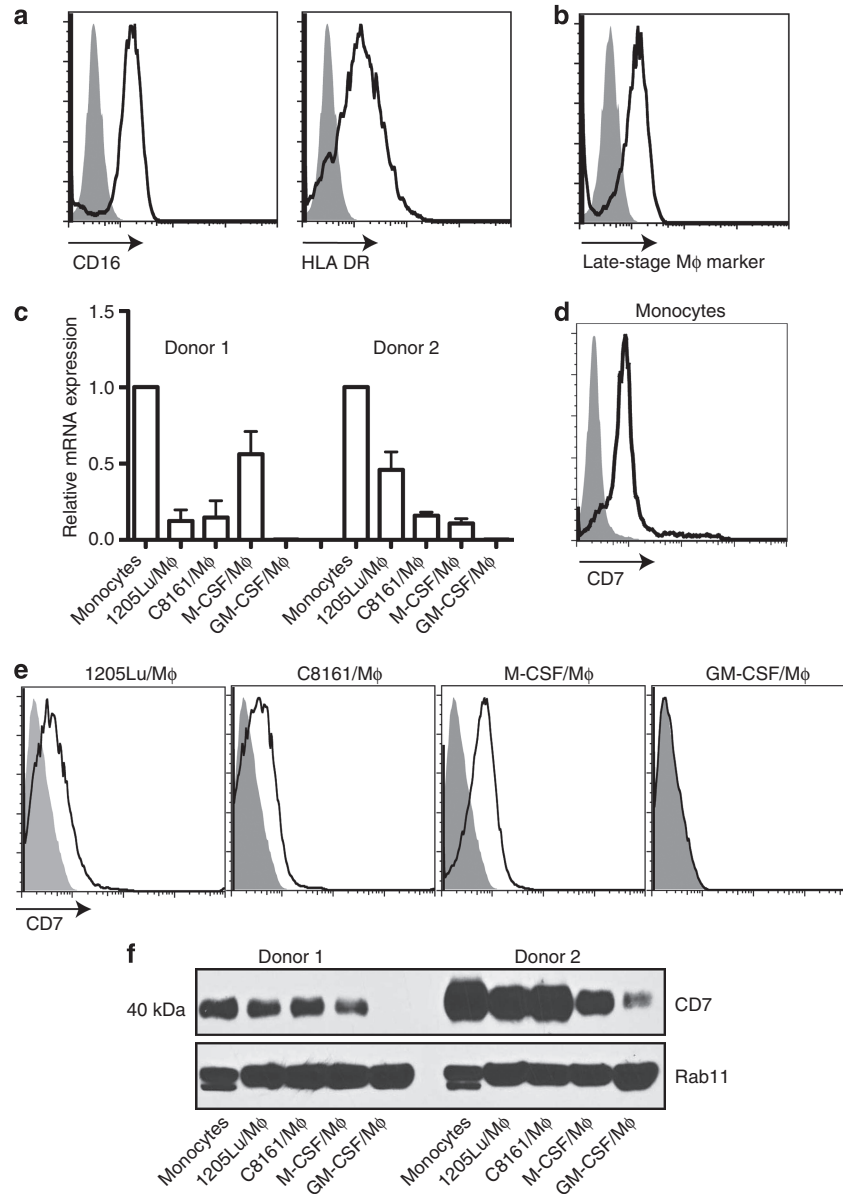 a
b
CD16
HLA DR
Late-stage Mϕ marker
c
d
Relative mRNA expression
1.5
1.0
0.5
0.0
Donor 1
Donor 2
Monocytes
1205Lu/Mϕ
C8161/Mϕ
M-CSF/Mϕ
GM-CSF/Mϕ
Monocytes
1205Lu/Mϕ
C8161/Mϕ
M-CSF/Mϕ
GM-CSF/Mϕ
Monocytes
CD7
e
1205Lu/Mϕ
C8161/Mϕ
M-CSF/Mϕ
GM-CSF/Mϕ
CD7
f
Donor 1
Donor 2
40 kDa
CD7
Rab11
Monocytes
1205Lu/Mϕ
C8161/Mϕ
M-CSF/Mϕ
GM-CSF/Mϕ
Monocytes
1205Lu/Mϕ
C8161/Mϕ
M-CSF/Mϕ
GM-CSF/Mϕ